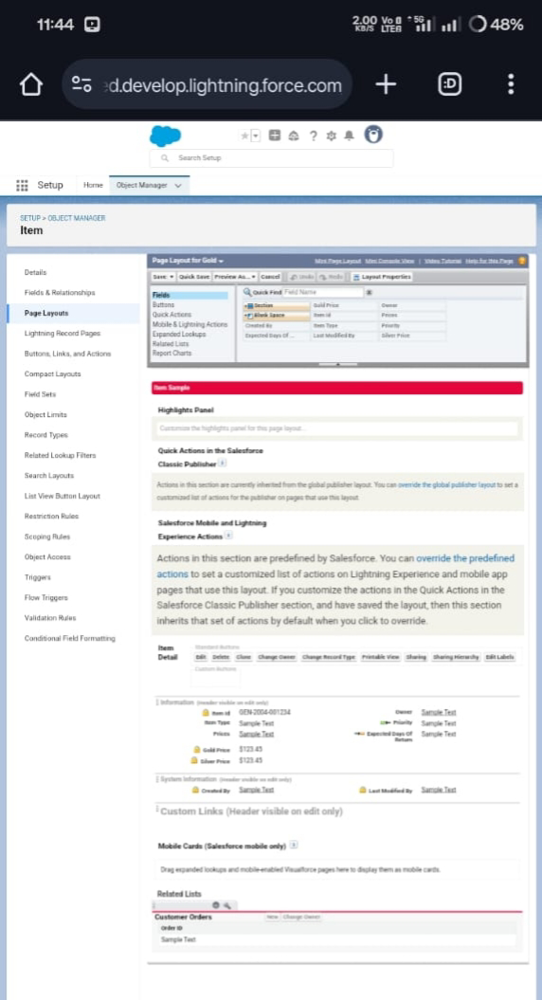 11:44
2.00 KB/S Vo LTE 5G 48%
d.develop.lightning.force.com
:D
Search Setup
Setup Home Object Manager
SETUP > OBJECT MANAGER
Item
Details
Fields & Relationships
Page Layouts
Lightning Record Pages
Buttons, Links, and Actions
Compact Layouts
Field Sets
Object Limits
Record Types
Related Lookup Filters
Search Layouts
List View Button Layout
Restriction Rules
Scoping Rules
Object Access
Triggers
Flow Triggers
Validation Rules
Conditional Field Formatting
Page Layout for Gold
Mini Page Layout Mini Console View | Video Tutorial Help for this Page
Save Quick Save Preview As... Cancel Undo Redo Layout Properties
Fields
Buttons
Quick Actions
Mobile & Lightning Actions
Expanded Lookups
Related Lists
Report Charts
Quick Find Field Name
Section Gold Price Owner
Blank Space Item Id Prices
Created By Item Type Priority
Expected Days Of ... Last Modified By Silver Price
Item Sample
Highlights Panel
Customize the highlights panel for this page layout...
Quick Actions in the Salesforce
Classic Publisher
Actions in this section are currently inherited from the global publisher layout. You can override the global publisher layout to set a
customized list of actions for the publisher on pages that use this layout.
Salesforce Mobile and Lightning
Experience Actions
Actions in this section are predefined by Salesforce. You can override the predefined
actions to set a customized list of actions on Lightning Experience and mobile app
pages that use this layout. If you customize the actions in the Quick Actions in the
Salesforce Classic Publisher section, and have saved the layout, then this section
inherits that set of actions by default when you click to override.
Item
Detail
Standard Buttons
Edit Delete Clone Change Owner Change Record Type Printable View Sharing Sharing Hierarchy Edit Labels
Custom Buttons
Information (Header visible on edit only)
Item Id GEN-2004-001234
Owner Sample Text
Item Type Sample Text
Priority Sample Text
Prices Sample Text
Expected Days Of Return Sample Text
Gold Price $123.45
Silver Price $123.45
System Information (Header visible on edit only)
Created By Sample Text
Last Modified By Sample Text
Custom Links (Header visible on edit only)
Mobile Cards (Salesforce mobile only)
Drag expanded lookups and mobile-enabled Visualforce pages here to display them as mobile cards.
Related Lists
Customer Orders New Change Owner
Order ID
Sample Text